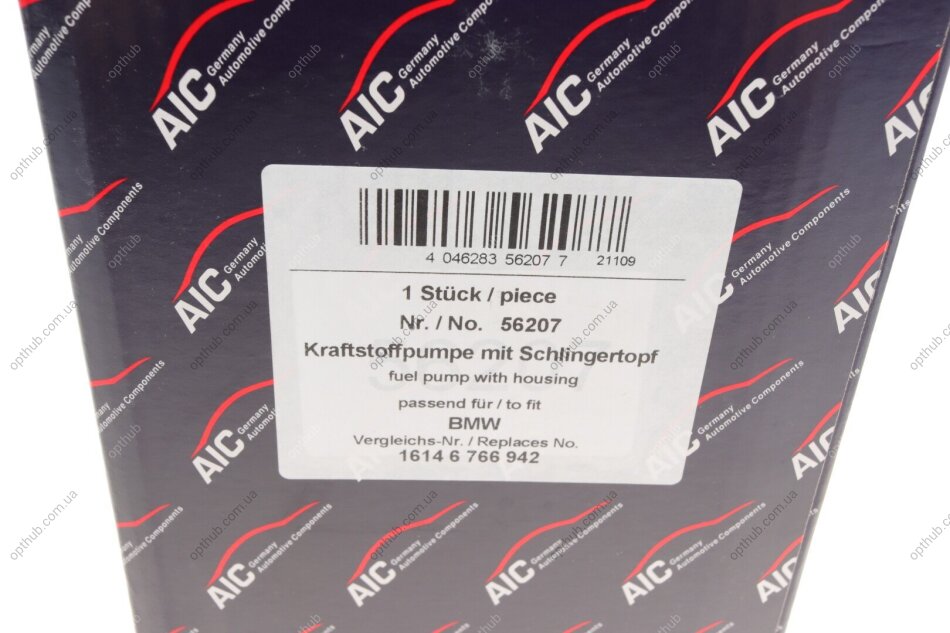 4 046283 56207 7 21109
1 Stück / piece
Nr. / No. 56207
Kraftstoffpumpe mit Schlingertopf
fuel pump with housing
passend für / to fit
BMW
Vergleichs-Nr. / Replaces No.
1614 6 766 942
AIC Germany
Automotive Components
opthub.com.ua